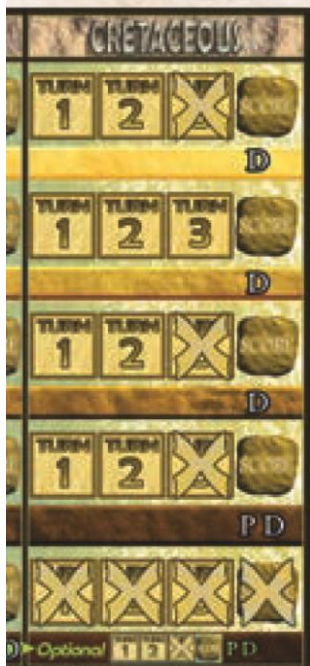 CRETACEOUS
TURN 1 TURN 2 X SCORE
D
TURN 1 TURN 2 TURN 3 SCORE
D
TURN 1 TURN 2 X SCORE
D
TURN 1 TURN 2 X SCORE
P D
X X X X
Optional 1 2 X P D